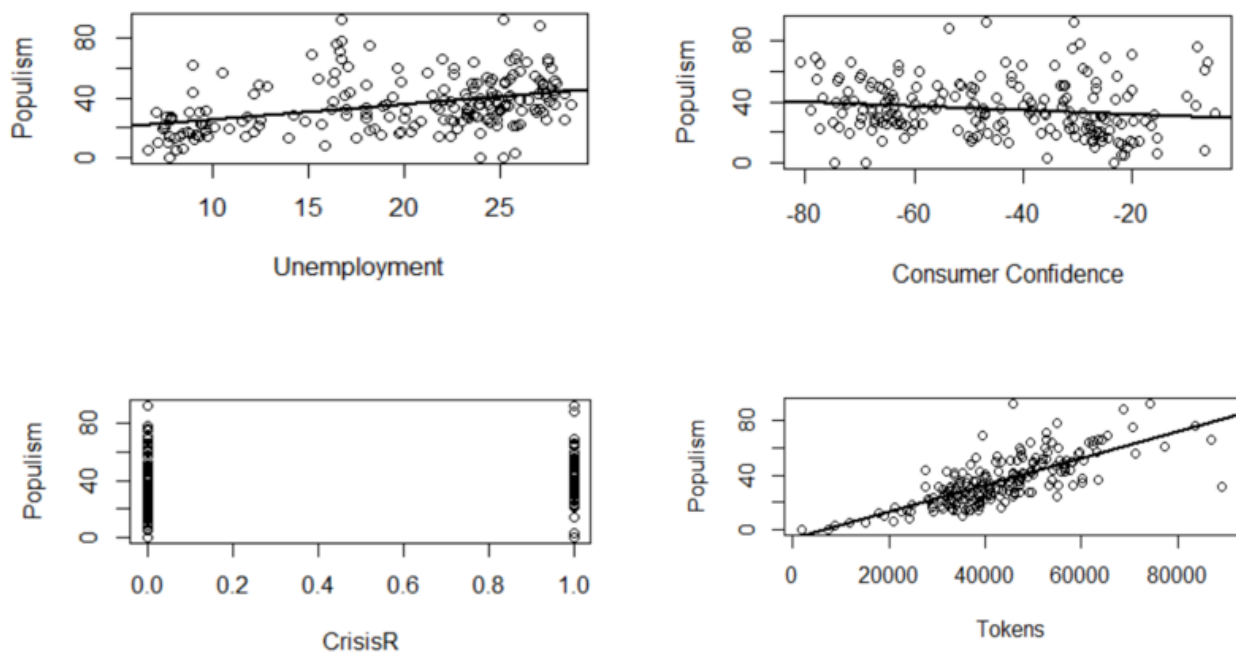 Populism
0 40 80
10 15 20 25
Unemployment
Populism
0 40 80
-80 -60 -40 -20
Consumer Confidence
Populism
0 40 80
0.0 0.2 0.4 0.6 0.8 1.0
CrisisR
Populism
0 40 80
0 20000 40000 60000 80000
Tokens